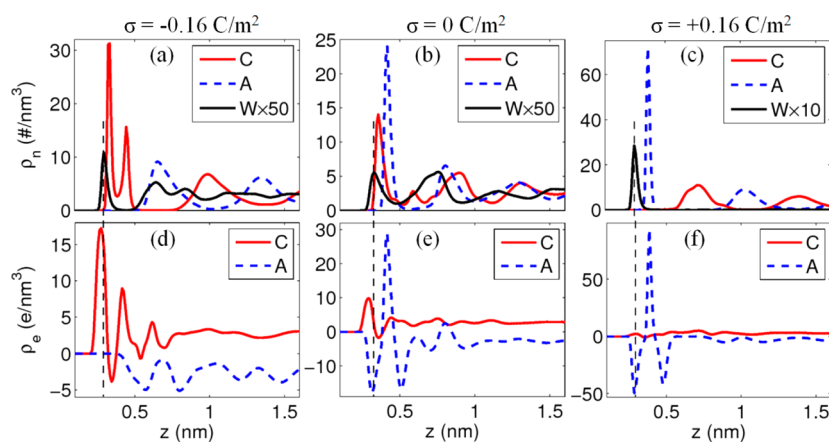 σ = -0.16 C/m² σ = 0 C/m² σ = +0.16 C/m²
(a) C A W×50
(b) C A W×50
(c) C A W×10
ρn (#/nm³)
30 20 10 0
25 20 15 10 5 0
60 40 20 0
(d) C A
(e) C A
(f) C A
ρe (e/nm³)
15 10 5 0 −5
30 20 10 0 −10
50 0 −50
0.5 1 1.5 0.5 1 1.5 0.5 1 1.5
z (nm) z (nm) z (nm)